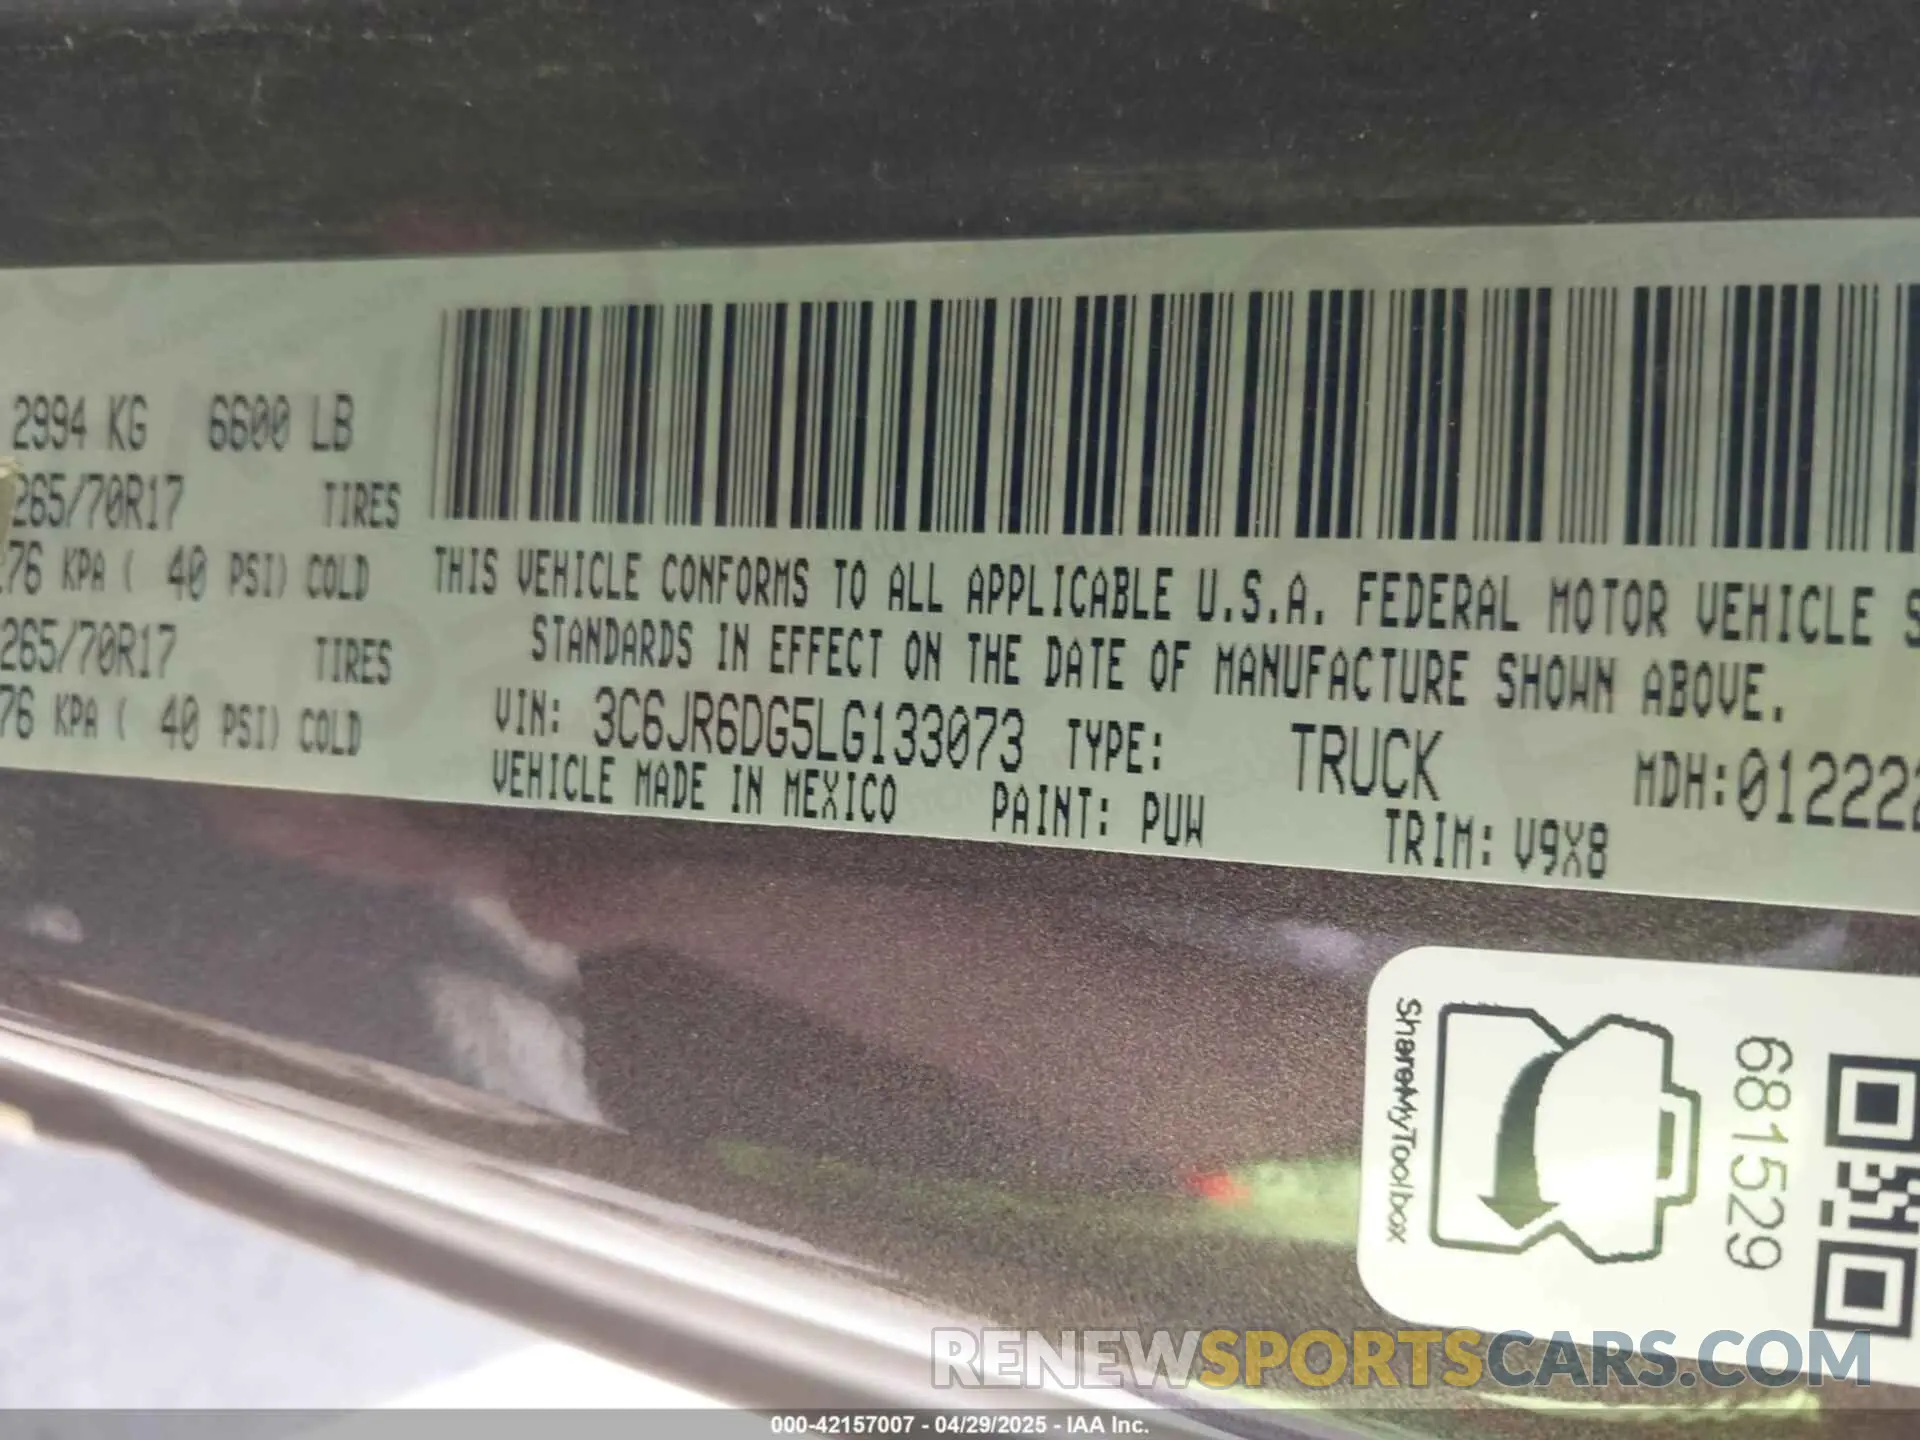 2994 KG 6600 LB
265/70R17 TIRES
76 KPA ( 40 PSI) COLD
265/70R17 TIRES
76 KPA ( 40 PSI) COLD
THIS VEHICLE CONFORMS TO ALL APPLICABLE U.S.A. FEDERAL MOTOR VEHICLE S
STANDARDS IN EFFECT ON THE DATE OF MANUFACTURE SHOWN ABOVE.
VIN: 3C6JR6DG5LG133073 TYPE: TRUCK MDH:012222
VEHICLE MADE IN MEXICO PAINT: PUW TRIM: V9X8
ShareMyToolbox
681529
RENEWSPORTSCARS.COM
000-42157007 - 04/29/2025 - IAA Inc.